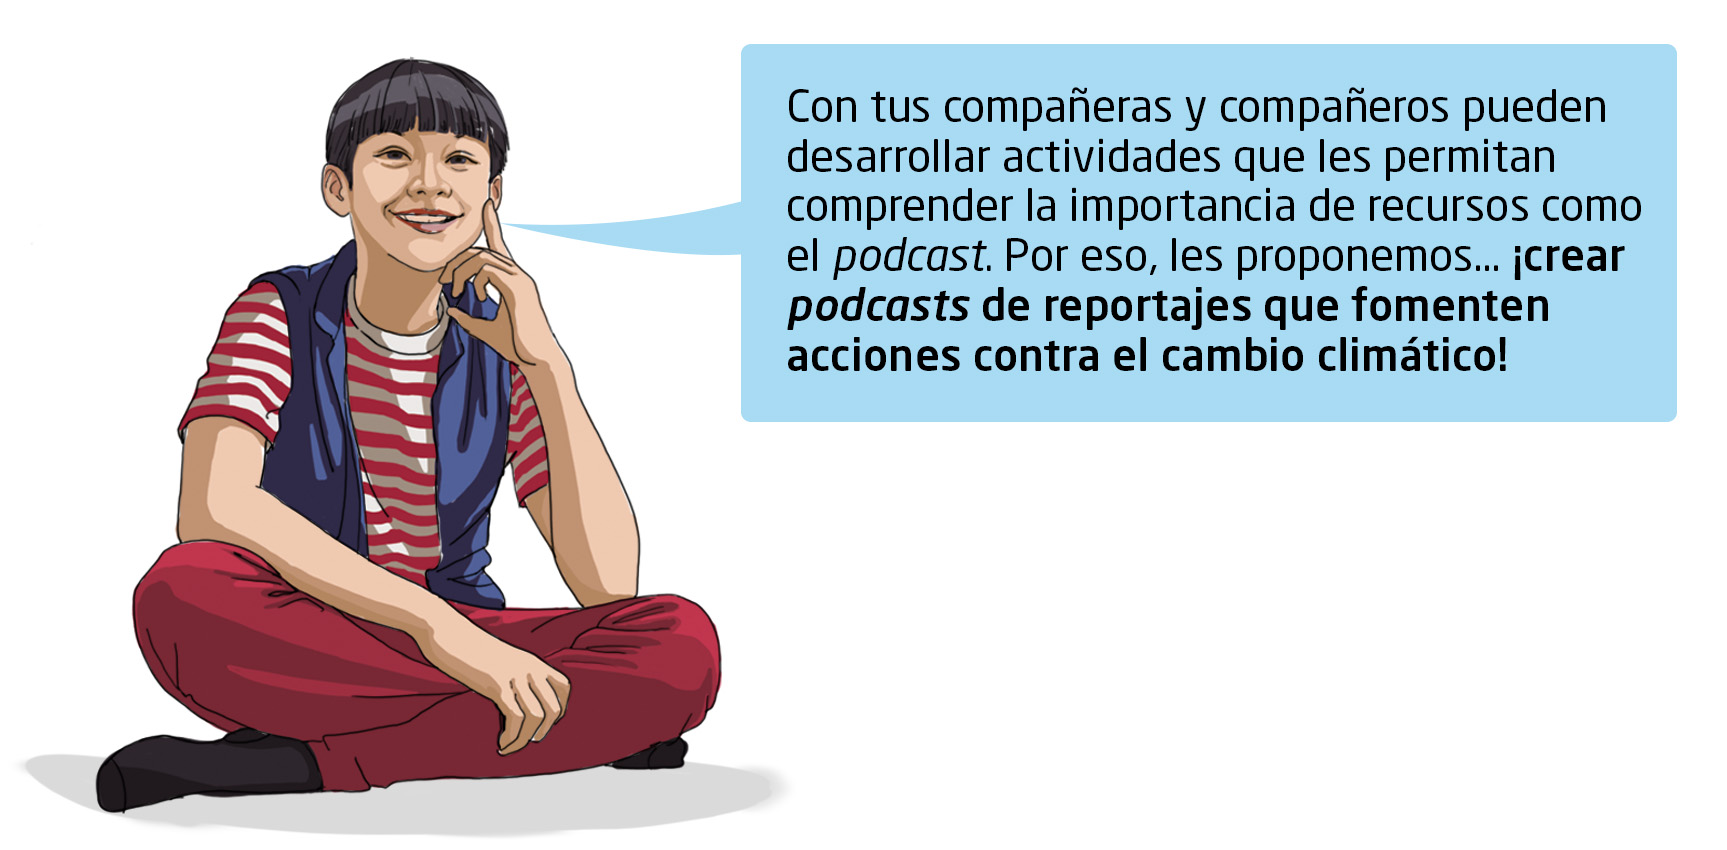 Con tus compañeras y compañeros pueden
desarrollar actividades que les permitan
comprender la importancia de recursos como
el podcast. Por eso, les proponemos... ¡crear
podcasts de reportajes que fomenten
acciones contra el cambio climático!